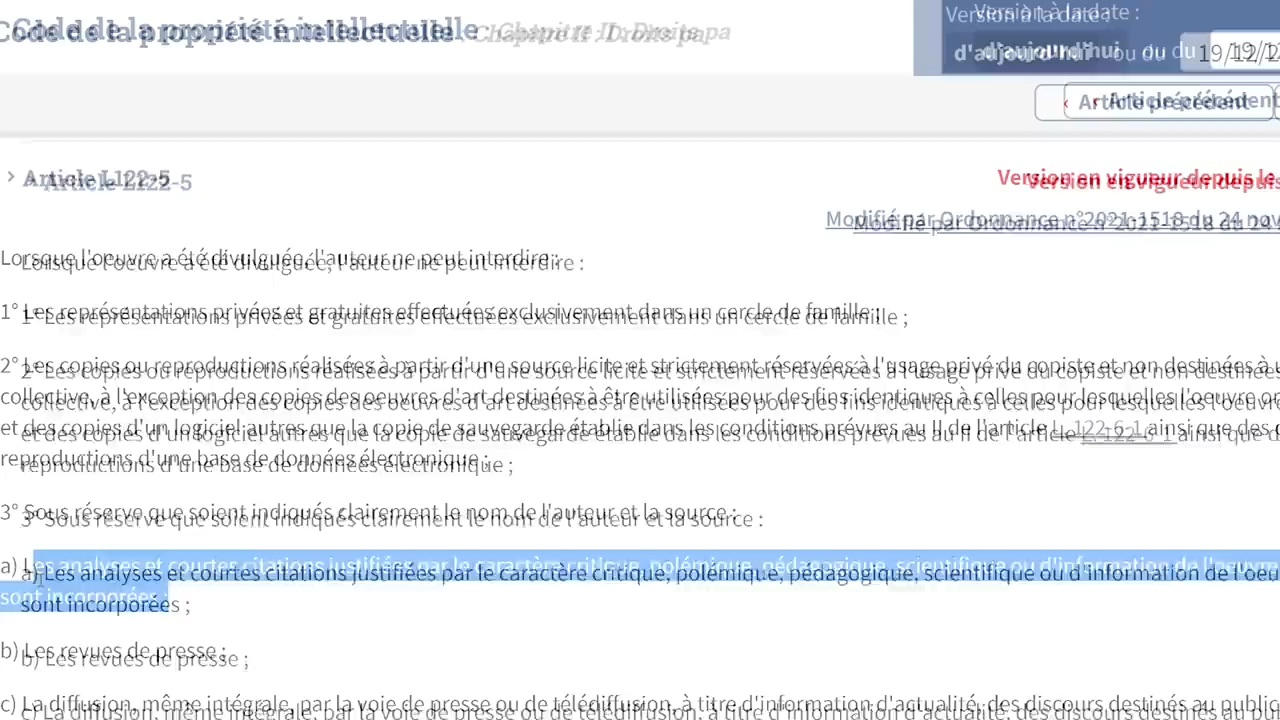 Code de la propriété intellectuelle : Chapitre II : Droits pa
Version à la date :
d'aujourd'hui ou du 19/12/2
Article précédent
Article L122-5
Version en vigueur depuis le
Modifié par Ordonnance n°2021-1518 du 24 nov
Lorsque l'oeuvre a été divulguée, l'auteur ne peut interdire :
1° Les représentations privées et gratuites effectuées exclusivement dans un cercle de famille ;
2° Les copies ou reproductions réalisées à partir d'une source licite et strictement réservées à l'usage privé du copiste et non destinées à
collective, à l'exception des copies des oeuvres d'art destinées à être utilisées pour des fins identiques à celles pour lesquelles l'oeuvre or
et des copies d'un logiciel autres que la copie de sauvegarde établie dans les conditions prévues au II de l'article L. 122-6-1 ainsi que des
reproductions d'une base de données électronique ;
3° Sous réserve que soient indiqués clairement le nom de l'auteur et la source :
a) Les analyses et courtes citations justifiées par le caractère critique, polémique, pédagogique, scientifique ou d'information de l'oeuvre
sont incorporées ;
b) Les revues de presse ;
c) La diffusion, même intégrale, par la voie de presse ou de télédiffusion, à titre d'information d'actualité, des discours destinés au public